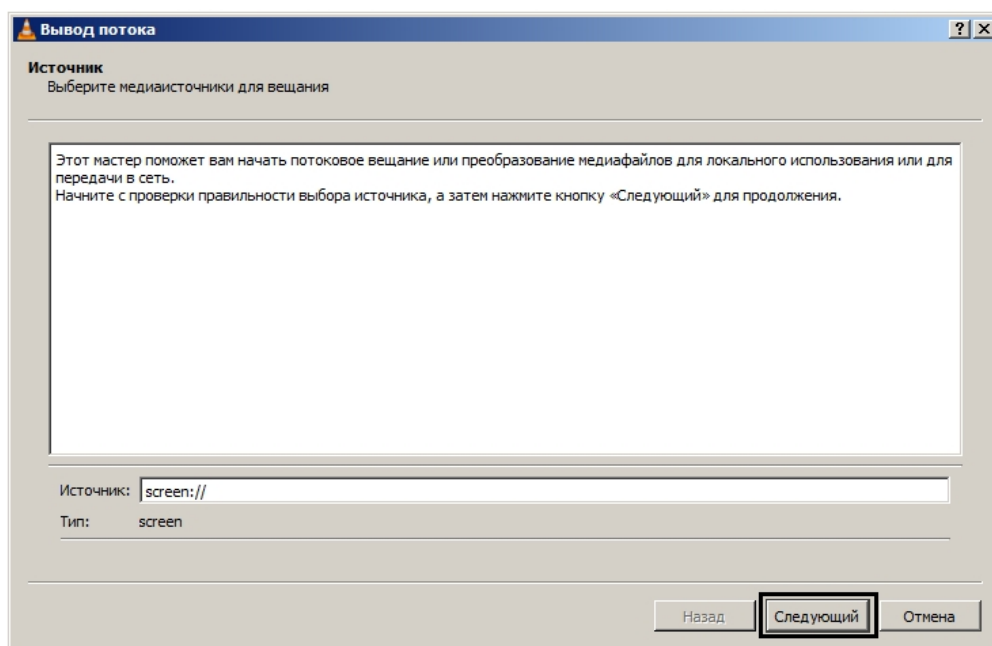 Вывод потока
Источник
Выберите медиаисточники для вещания
Этот мастер поможет вам начать потоковое вещание или преобразование медиафайлов для локального использования или для
передачи в сеть.
Начните с проверки правильности выбора источника, а затем нажмите кнопку «Следующий» для продолжения.
Источник: screen://
Тип: screen
Назад Следующий Отмена